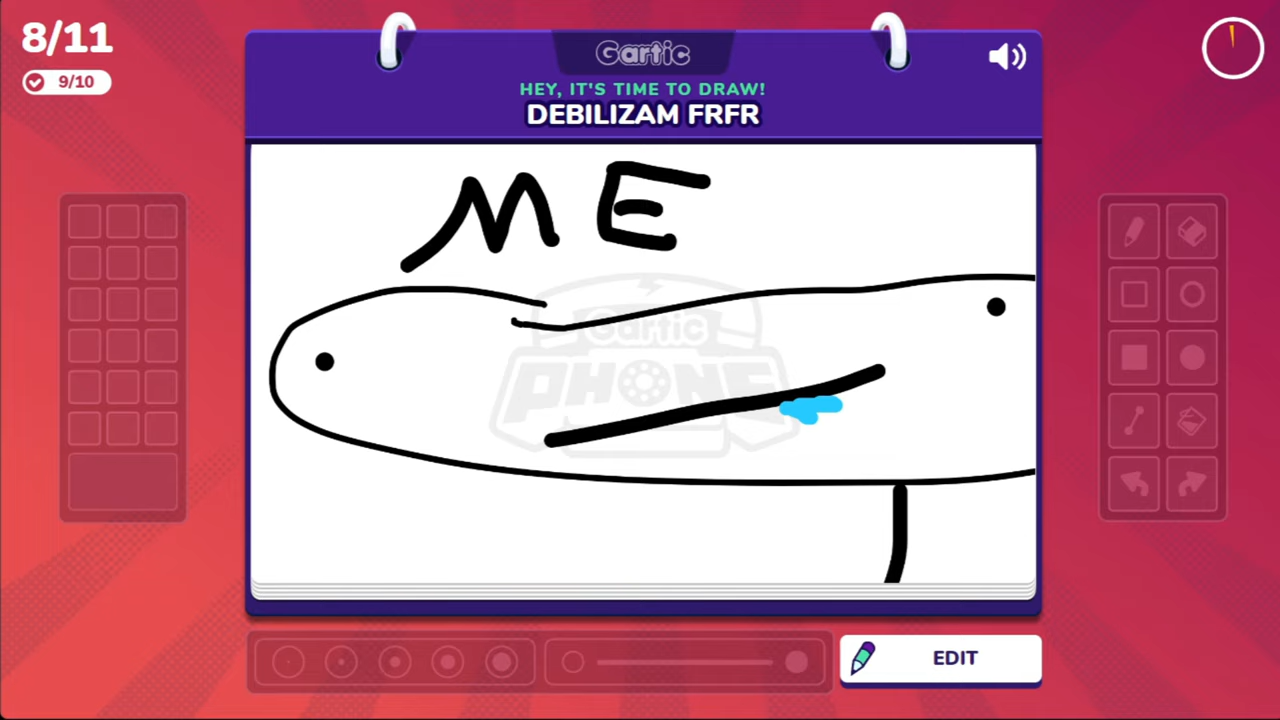 8/11
9/10
Gartic
HEY, IT'S TIME TO DRAW!
DEBILIZAM FRFR
ME
Gartic
PHONE
EDIT